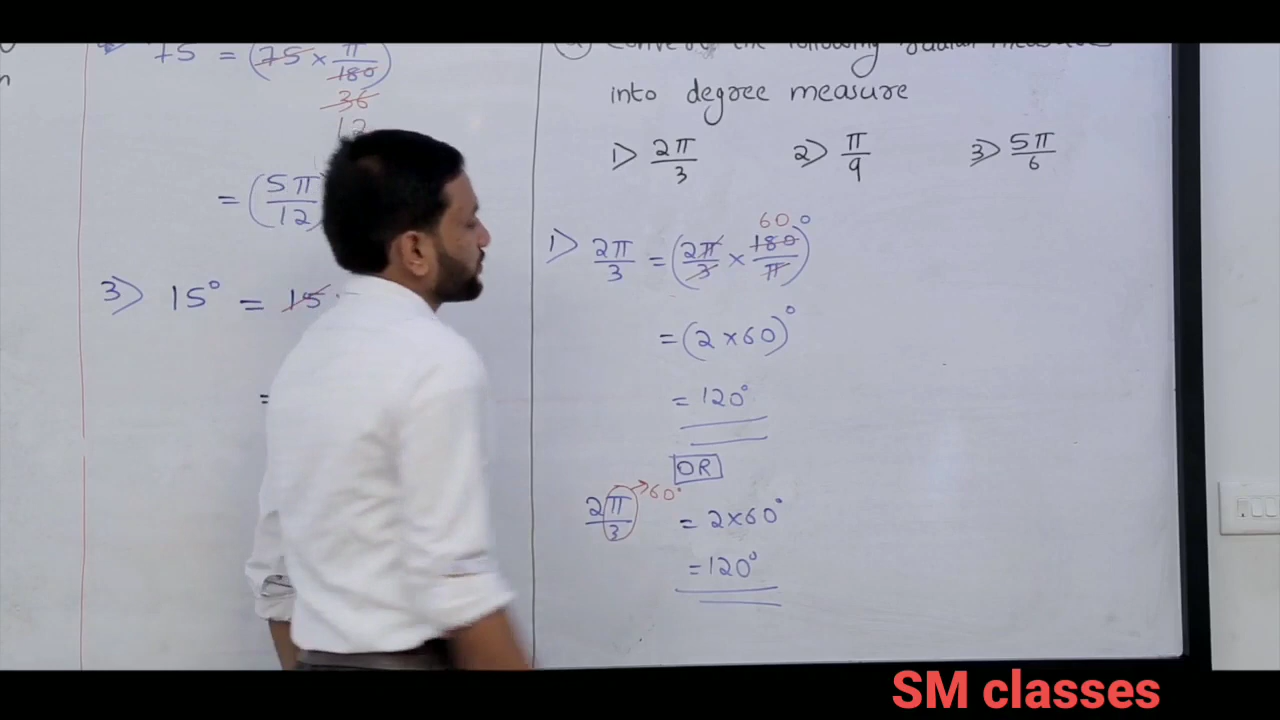 75 = (75 × π/180)
36
12
= (5π/12
3> 15° = 15
=
into degree measure
1> 2π/3 2> π/9 3> 5π/6
1> 2π/3 = (2π/3 × 180/π)° 60
= (2×60)°
= 120°
OR
2π/3 →60° = 2×60°
= 120°
SM classes